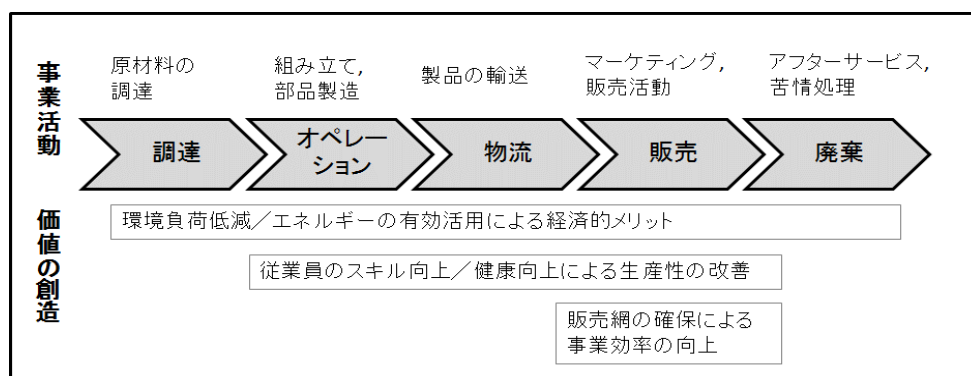 事業活動
原材料の
調達
組み立て,
部品製造
製品の輸送
マーケティング,
販売活動
アフターサービス,
苦情処理
調達
オペレー
ション
物流
販売
廃棄
価値の創造
環境負荷低減／エネルギーの有効活用による経済的メリット
従業員のスキル向上／健康向上による生産性の改善
販売網の確保による
事業効率の向上